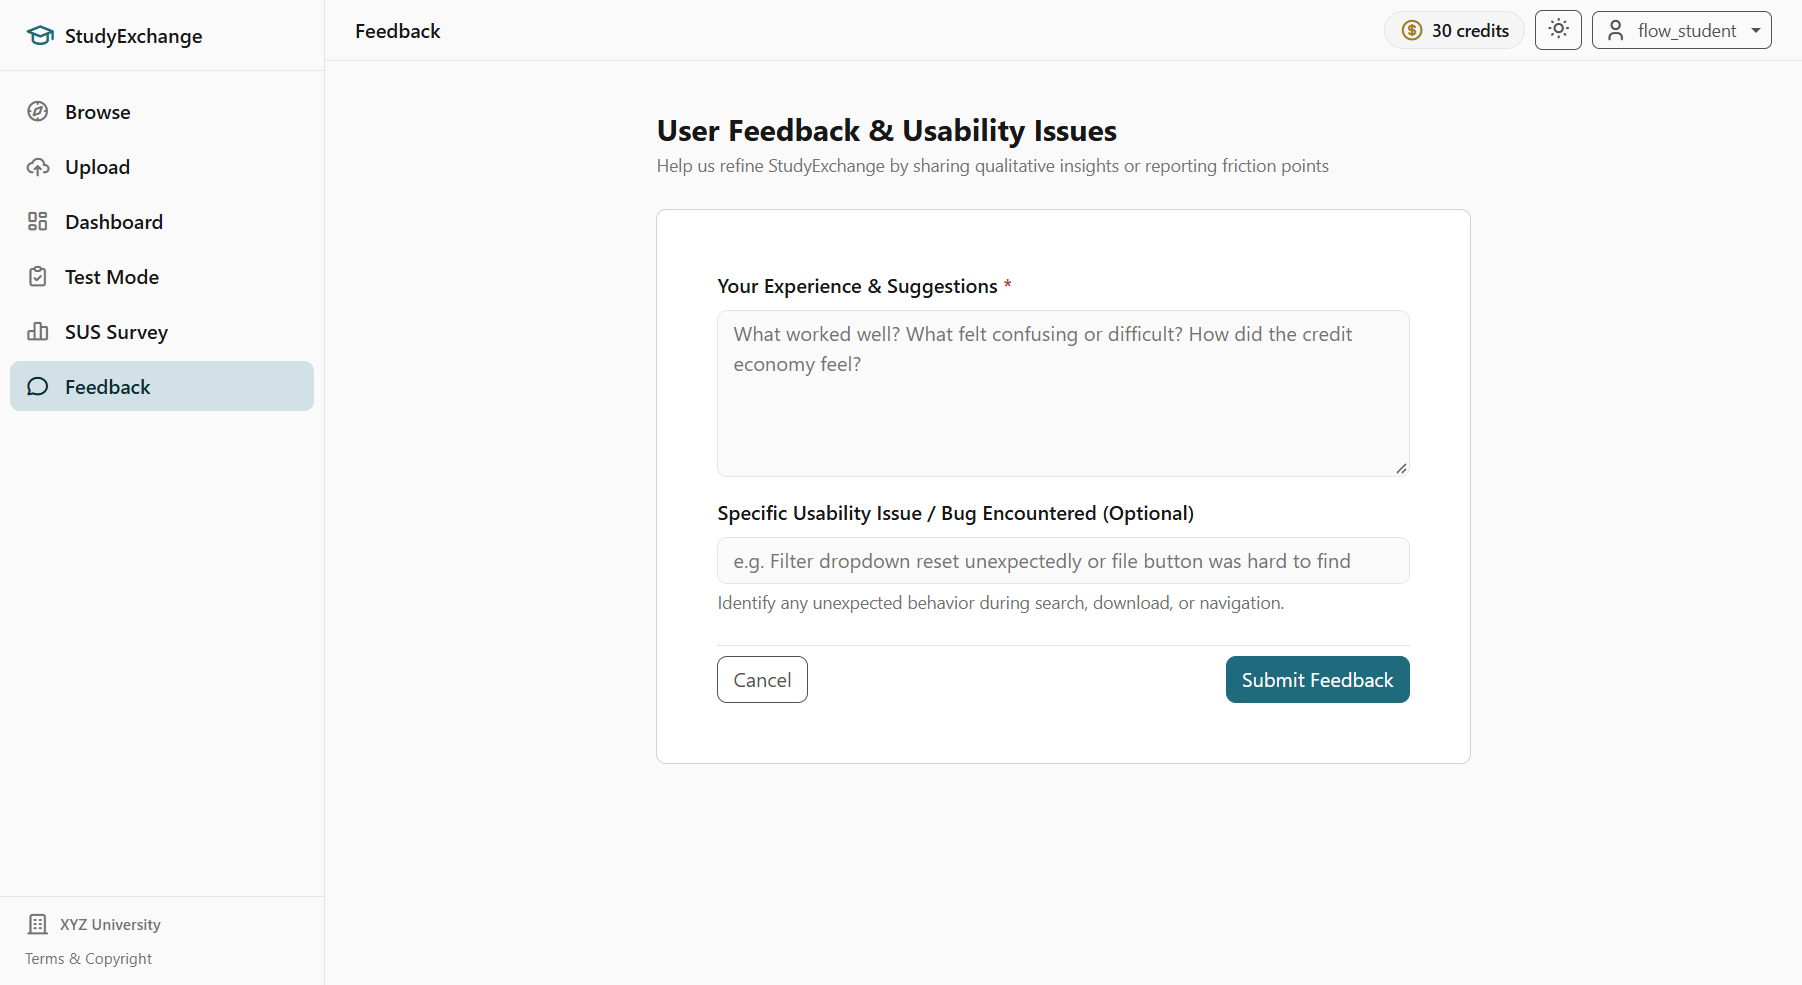 StudyExchange
Feedback
30 credits
flow_student
Browse
Upload
Dashboard
Test Mode
SUS Survey
Feedback
User Feedback & Usability Issues
Help us refine StudyExchange by sharing qualitative insights or reporting friction points
Your Experience & Suggestions *
What worked well? What felt confusing or difficult? How did the credit
economy feel?
Specific Usability Issue / Bug Encountered (Optional)
e.g. Filter dropdown reset unexpectedly or file button was hard to find
Identify any unexpected behavior during search, download, or navigation.
Cancel
Submit Feedback
XYZ University
Terms & Copyright